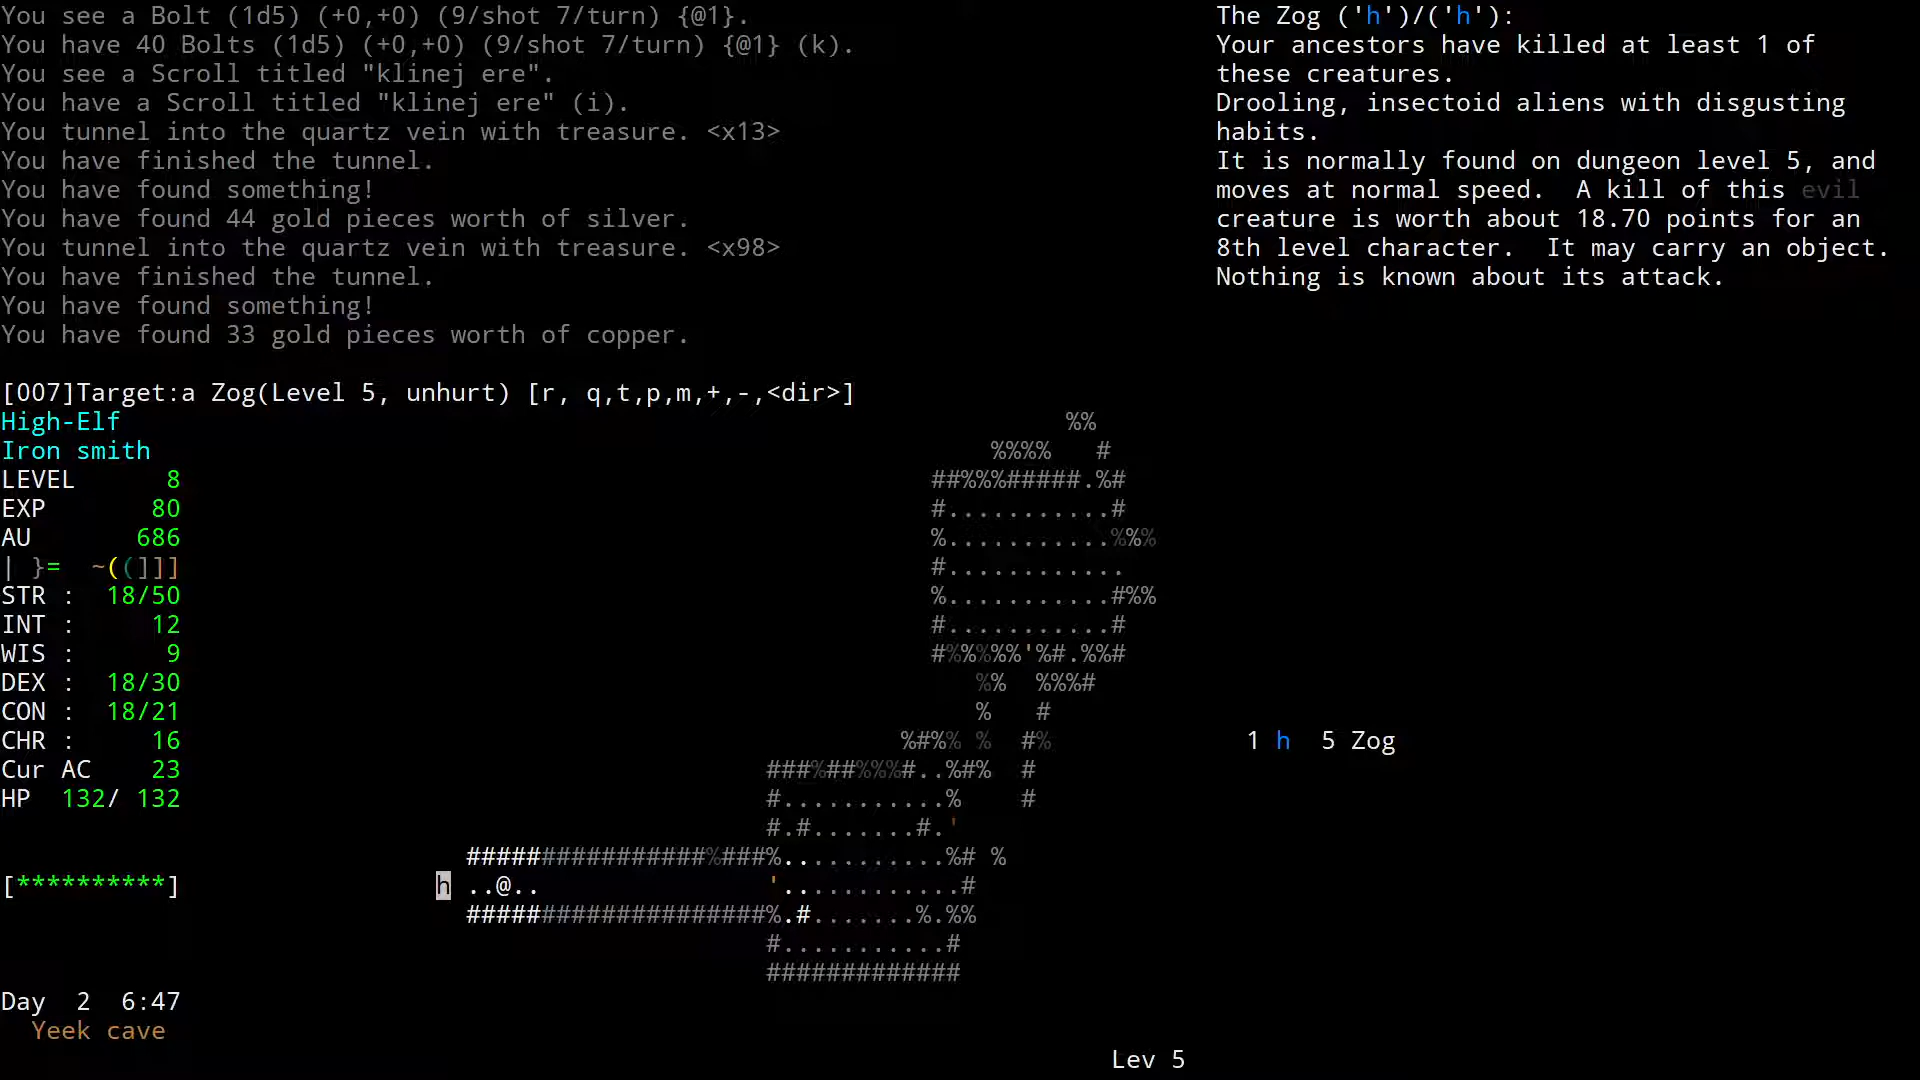 You see a Bolt (1d5) (+0,+0) (9/shot 7/turn) {@1}.
You have 40 Bolts (1d5) (+0,+0) (9/shot 7/turn) {@1} (k).
You see a Scroll titled "klinej ere".
You have a Scroll titled "klinej ere" (i).
You tunnel into the quartz vein with treasure. <x13>
You have finished the tunnel.
You have found something!
You have found 44 gold pieces worth of silver.
You tunnel into the quartz vein with treasure. <x98>
You have finished the tunnel.
You have found something!
You have found 33 gold pieces worth of copper.
The Zog ('h')/('h'):
Your ancestors have killed at least 1 of
these creatures.
Drooling, insectoid aliens with disgusting
habits.
It is normally found on dungeon level 5, and
moves at normal speed.  A kill of this evil
creature is worth about 18.70 points for an
8th level character.  It may carry an object.
Nothing is known about its attack.
[007]Target:a Zog(Level 5, unhurt) [r, q,t,p,m,+,-,<dir>]
High-Elf
Iron smith
LEVEL 8
EXP 80
AU 686
| }=  ~((]]]
STR : 18/50
INT : 12
WIS : 9
DEX : 18/30
CON : 18/21
CHR : 16
Cur AC 23
HP 132/ 132
[**********]
Day 2 6:47
Yeek cave
%%
%%%% #
##%%%#####.%#
#...........#
%...........%%%
#............
%...........#%%
#...........#
#%%%%%'%#.%%#
%% %%%#
% #
%#%% % #%
###%##%%%#..%#% #
#...........% #
#.#.......#.'
################%###%...........%# %
h ..@.. '............#
####################%.#.......%.%%
#...........#
#############
1 h 5 Zog
Lev 5